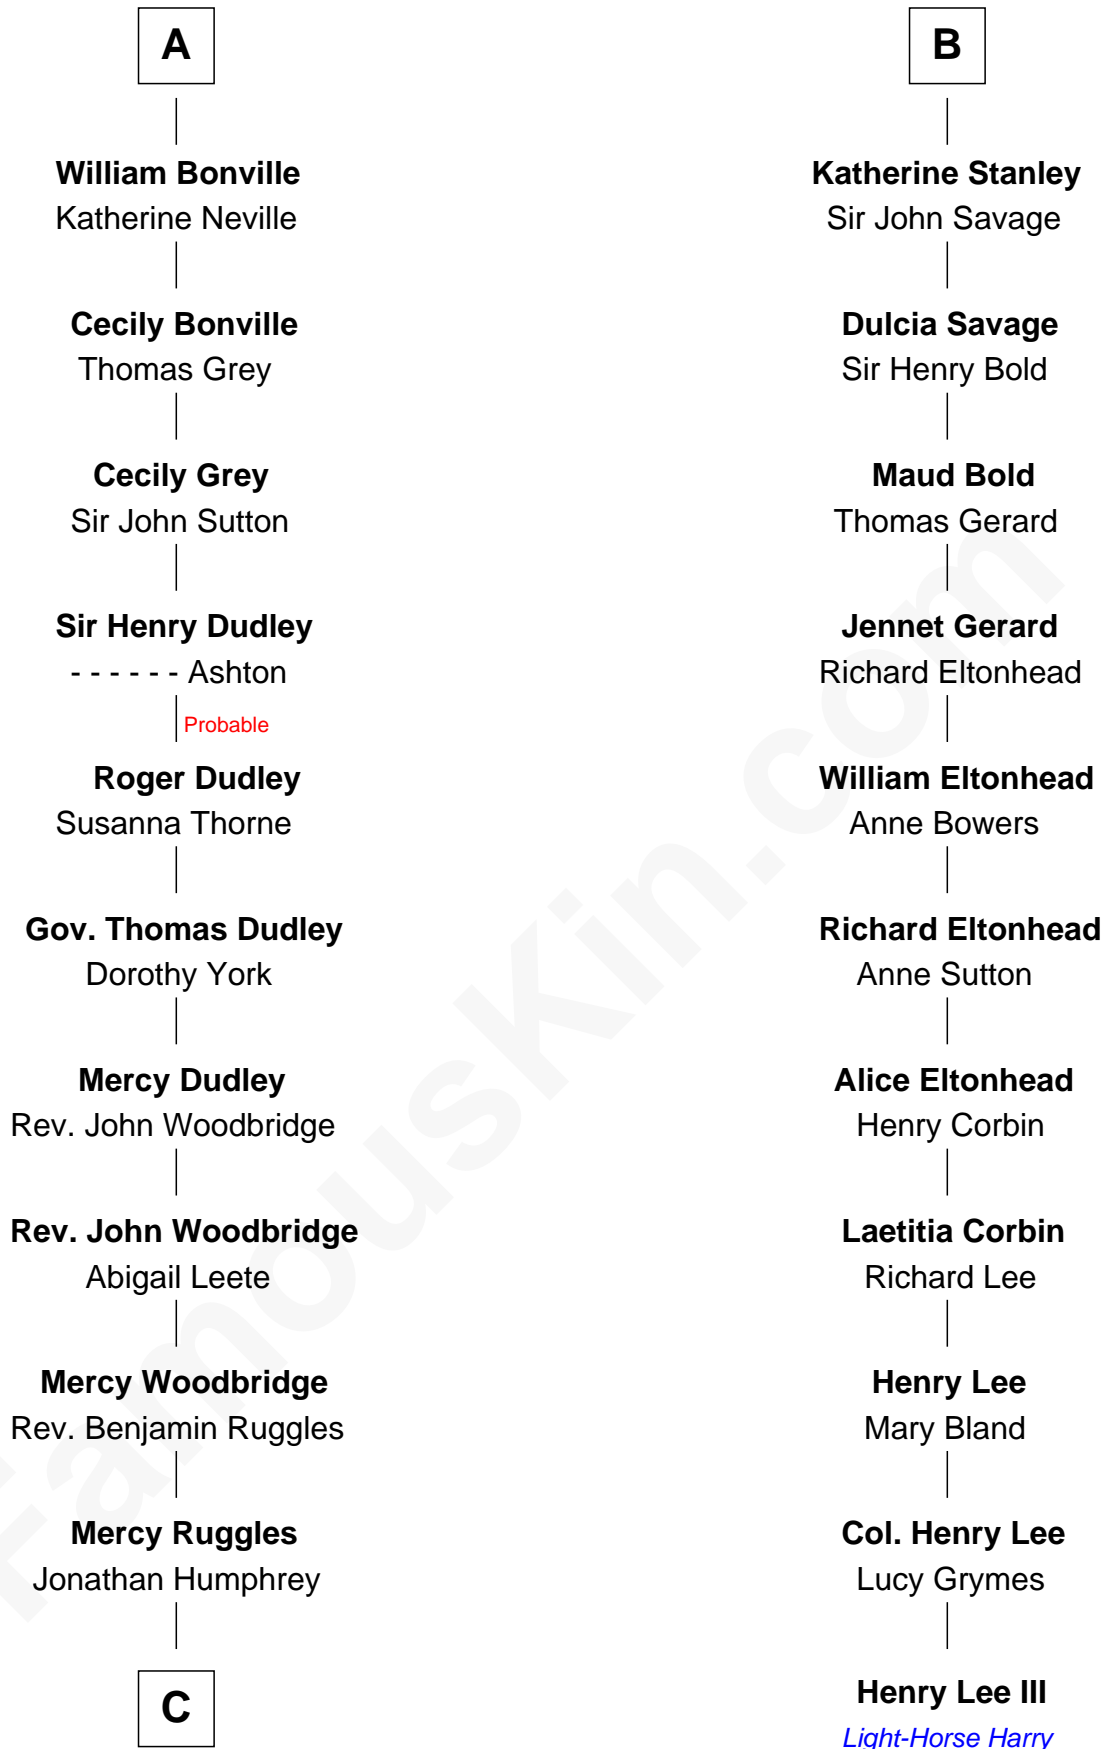 A
William Bonville
Katherine Neville
Cecily Bonville
Thomas Grey
Cecily Grey
Sir John Sutton
Sir Henry Dudley
- - - - - - Ashton
Probable
Roger Dudley
Susanna Thorne
Gov. Thomas Dudley
Dorothy York
Mercy Dudley
Rev. John Woodbridge
Rev. John Woodbridge
Abigail Leete
Mercy Woodbridge
Rev. Benjamin Ruggles
Mercy Ruggles
Jonathan Humphrey
C
B
Katherine Stanley
Sir John Savage
Dulcia Savage
Sir Henry Bold
Maud Bold
Thomas Gerard
Jennet Gerard
Richard Eltonhead
William Eltonhead
Anne Bowers
Richard Eltonhead
Anne Sutton
Alice Eltonhead
Henry Corbin
Laetitia Corbin
Richard Lee
Henry Lee
Mary Bland
Col. Henry Lee
Lucy Grymes
Henry Lee III
Light-Horse Harry
FamousKin.com